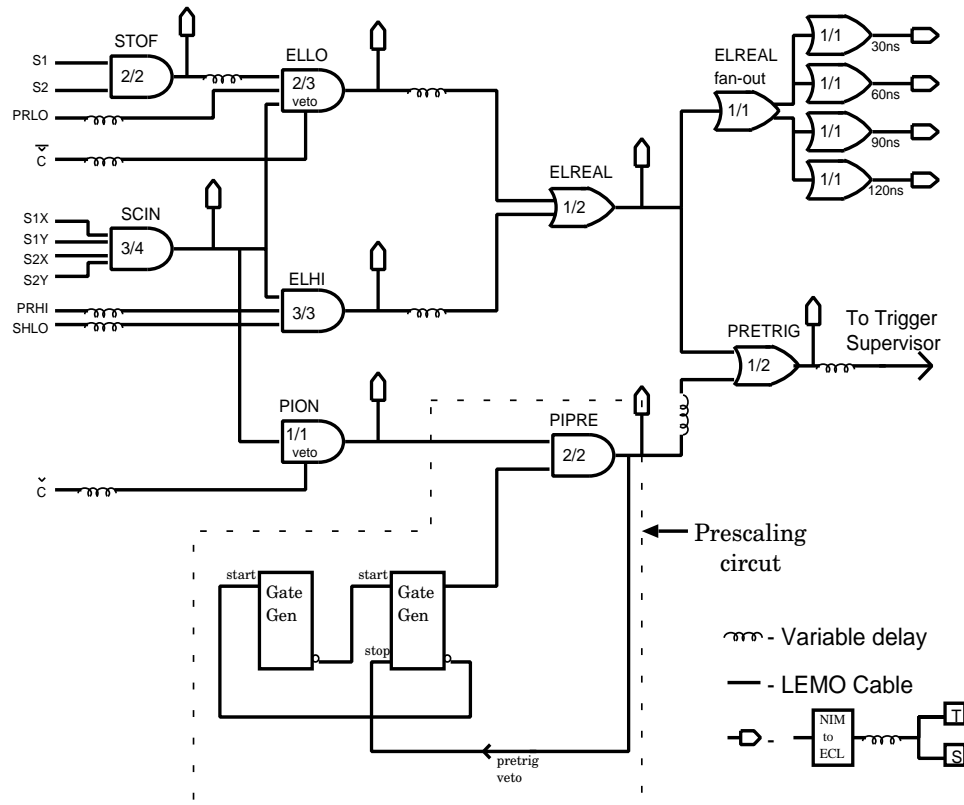 STOF
S1
S2
2/2
PRLO
C
ELLO
2/3
veto
ELREAL
fan-out
1/1
1/1
30ns
1/1
60ns
1/1
90ns
1/1
120ns
SCIN
S1X
S1Y
S2X
S2Y
3/4
ELREAL
1/2
ELHI
3/3
PRHI
SHLO
PRETRIG
1/2
To Trigger
Supervisor
PION
1/1
veto
PIPRE
2/2
Č
Prescaling
circut
start
Gate
Gen
start
Gate
Gen
stop
pretrig
veto
- Variable delay
- LEMO Cable
-
NIM
to
ECL
T
S